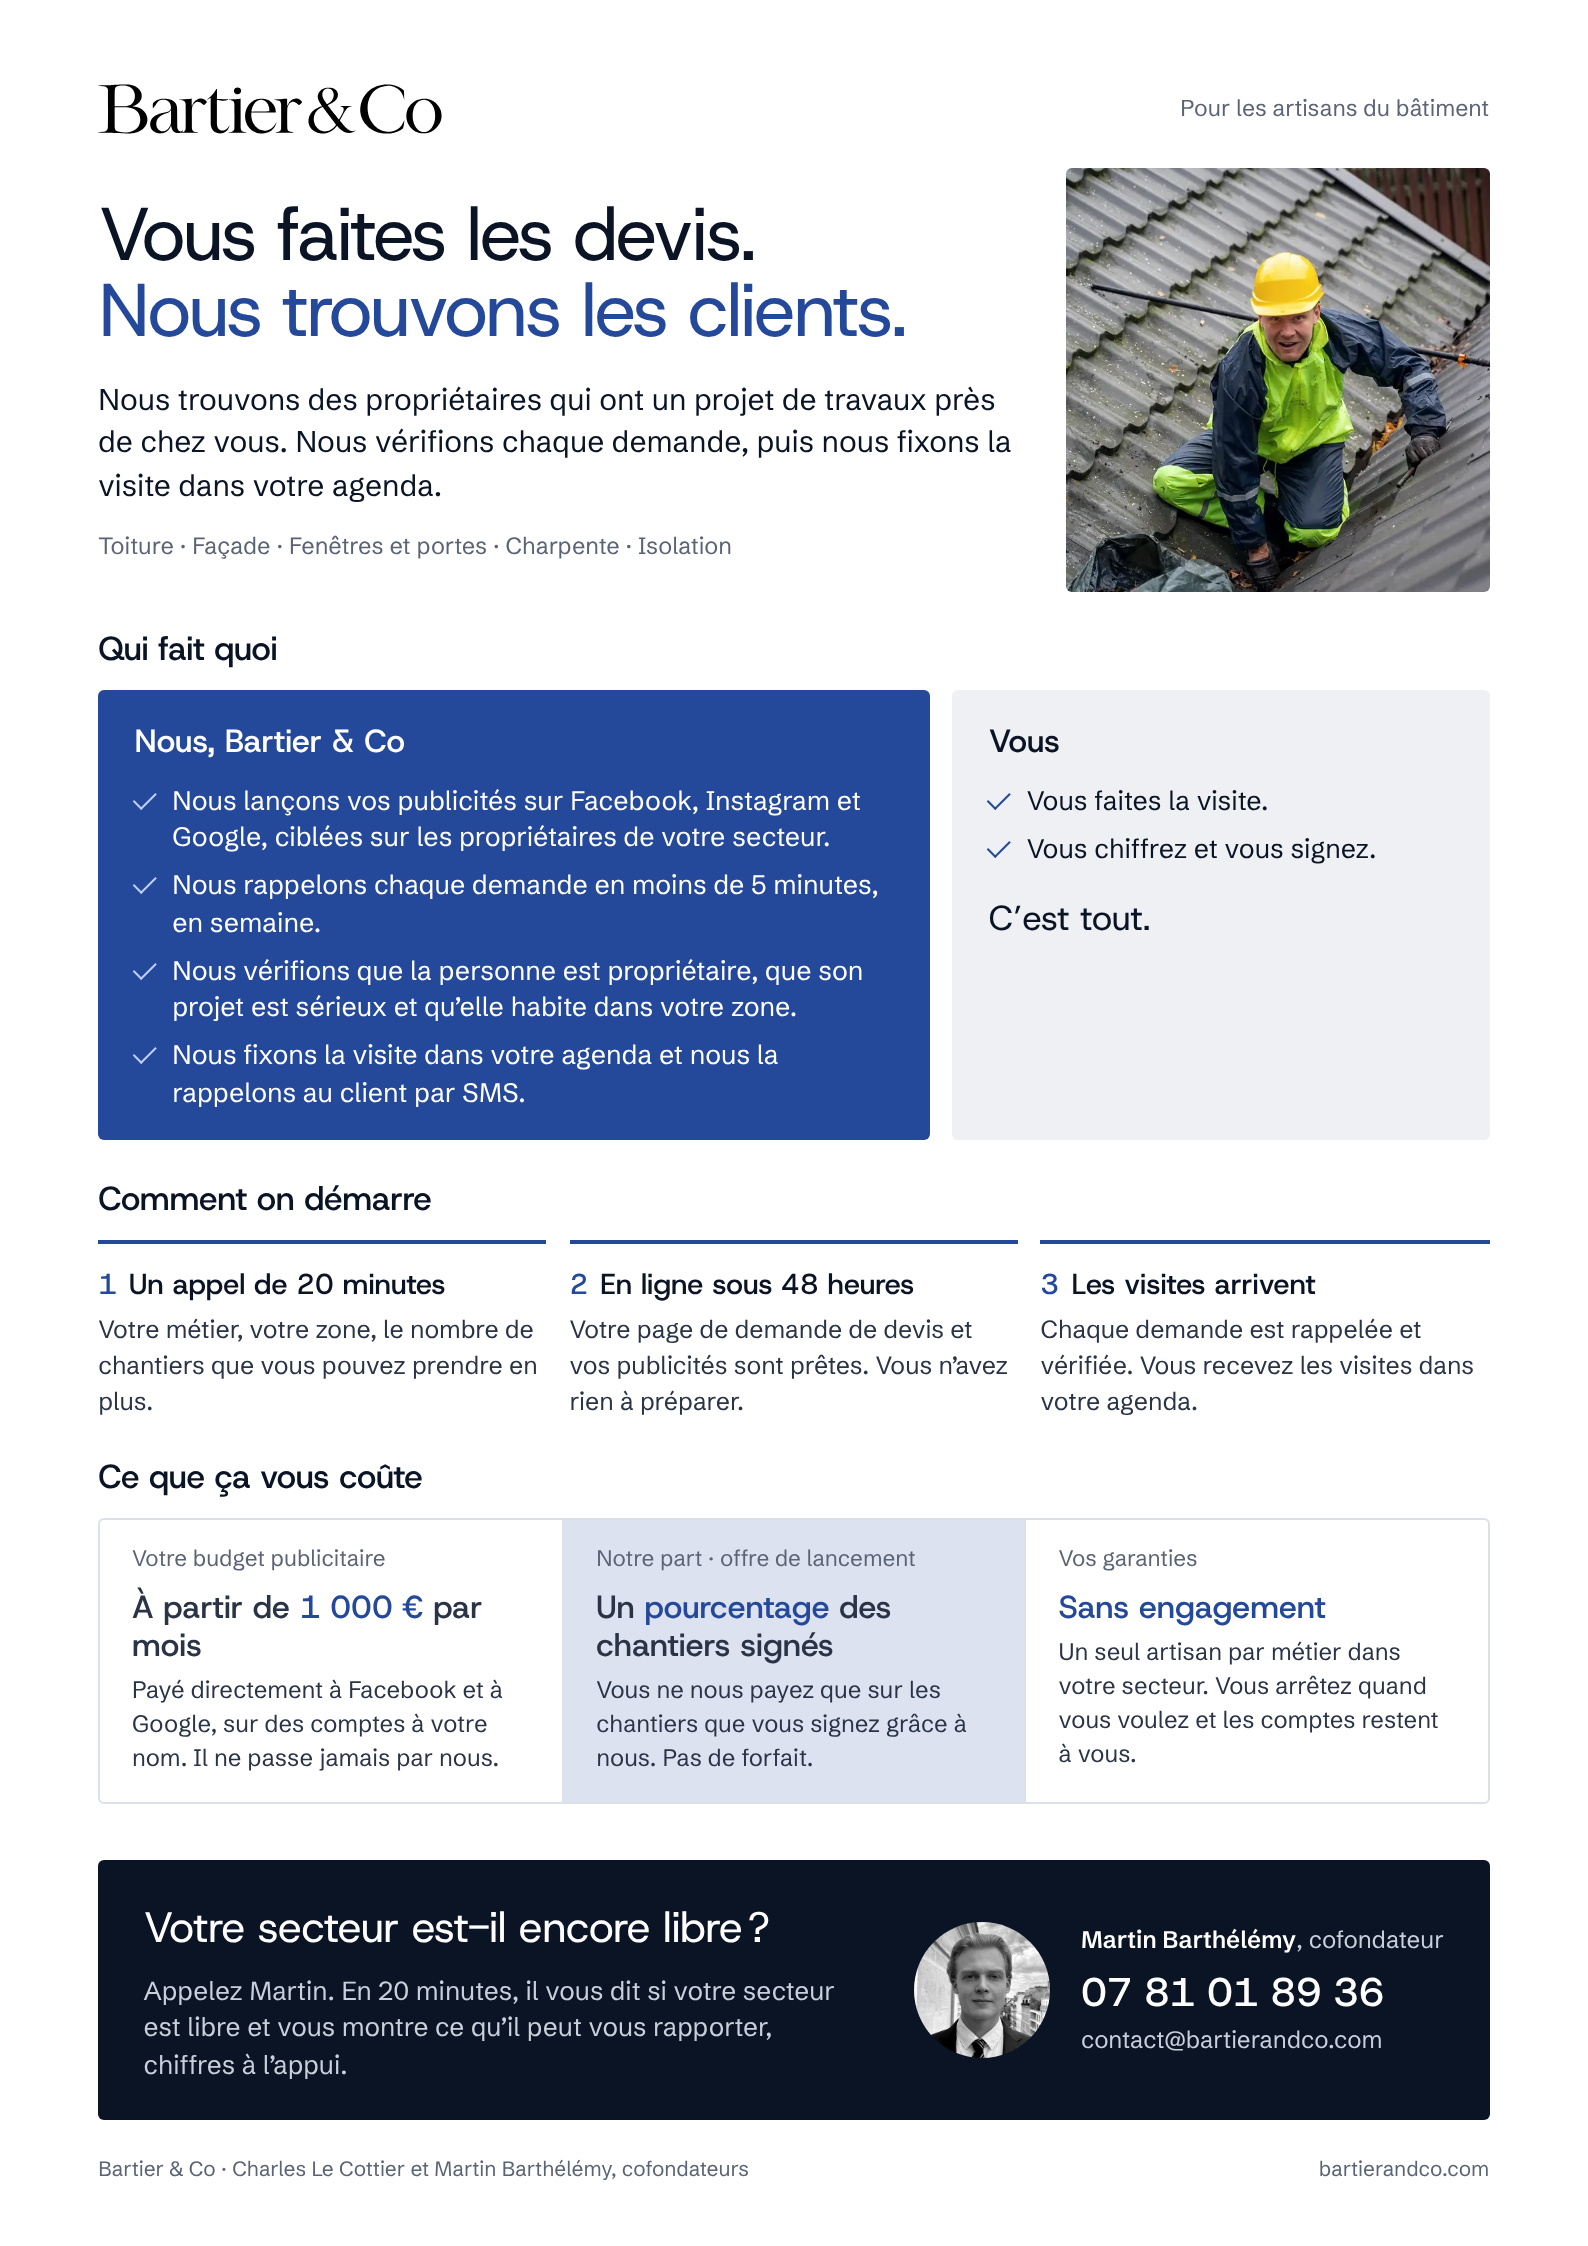 Bartier & Co
Pour les artisans du bâtiment
Vous faites les devis.
Nous trouvons les clients.
Nous trouvons des propriétaires qui ont un projet de travaux près
de chez vous. Nous vérifions chaque demande, puis nous fixons la
visite dans votre agenda.
Toiture · Façade · Fenêtres et portes · Charpente · Isolation
Qui fait quoi
Nous, Bartier & Co
Nous lançons vos publicités sur Facebook, Instagram et
Google, ciblées sur les propriétaires de votre secteur.
Nous rappelons chaque demande en moins de 5 minutes,
en semaine.
Nous vérifions que la personne est propriétaire, que son
projet est sérieux et qu’elle habite dans votre zone.
Nous fixons la visite dans votre agenda et nous la
rappelons au client par SMS.
Vous
Vous faites la visite.
Vous chiffrez et vous signez.
C’est tout.
Comment on démarre
1 Un appel de 20 minutes
Votre métier, votre zone, le nombre de
chantiers que vous pouvez prendre en
plus.
2 En ligne sous 48 heures
Votre page de demande de devis et
vos publicités sont prêtes. Vous n’avez
rien à préparer.
3 Les visites arrivent
Chaque demande est rappelée et
vérifiée. Vous recevez les visites dans
votre agenda.
Ce que ça vous coûte
Votre budget publicitaire
À partir de 1 000 € par
mois
Payé directement à Facebook et à
Google, sur des comptes à votre
nom. Il ne passe jamais par nous.
Notre part · offre de lancement
Un pourcentage des
chantiers signés
Vous ne nous payez que sur les
chantiers que vous signez grâce à
nous. Pas de forfait.
Vos garanties
Sans engagement
Un seul artisan par métier dans
votre secteur. Vous arrêtez quand
vous voulez et les comptes restent
à vous.
Votre secteur est-il encore libre ?
Appelez Martin. En 20 minutes, il vous dit si votre secteur
est libre et vous montre ce qu’il peut vous rapporter,
chiffres à l’appui.
Martin Barthélémy, cofondateur
07 81 01 89 36
contact@bartierandco.com
Bartier & Co · Charles Le Cottier et Martin Barthélémy, cofondateurs
bartierandco.com